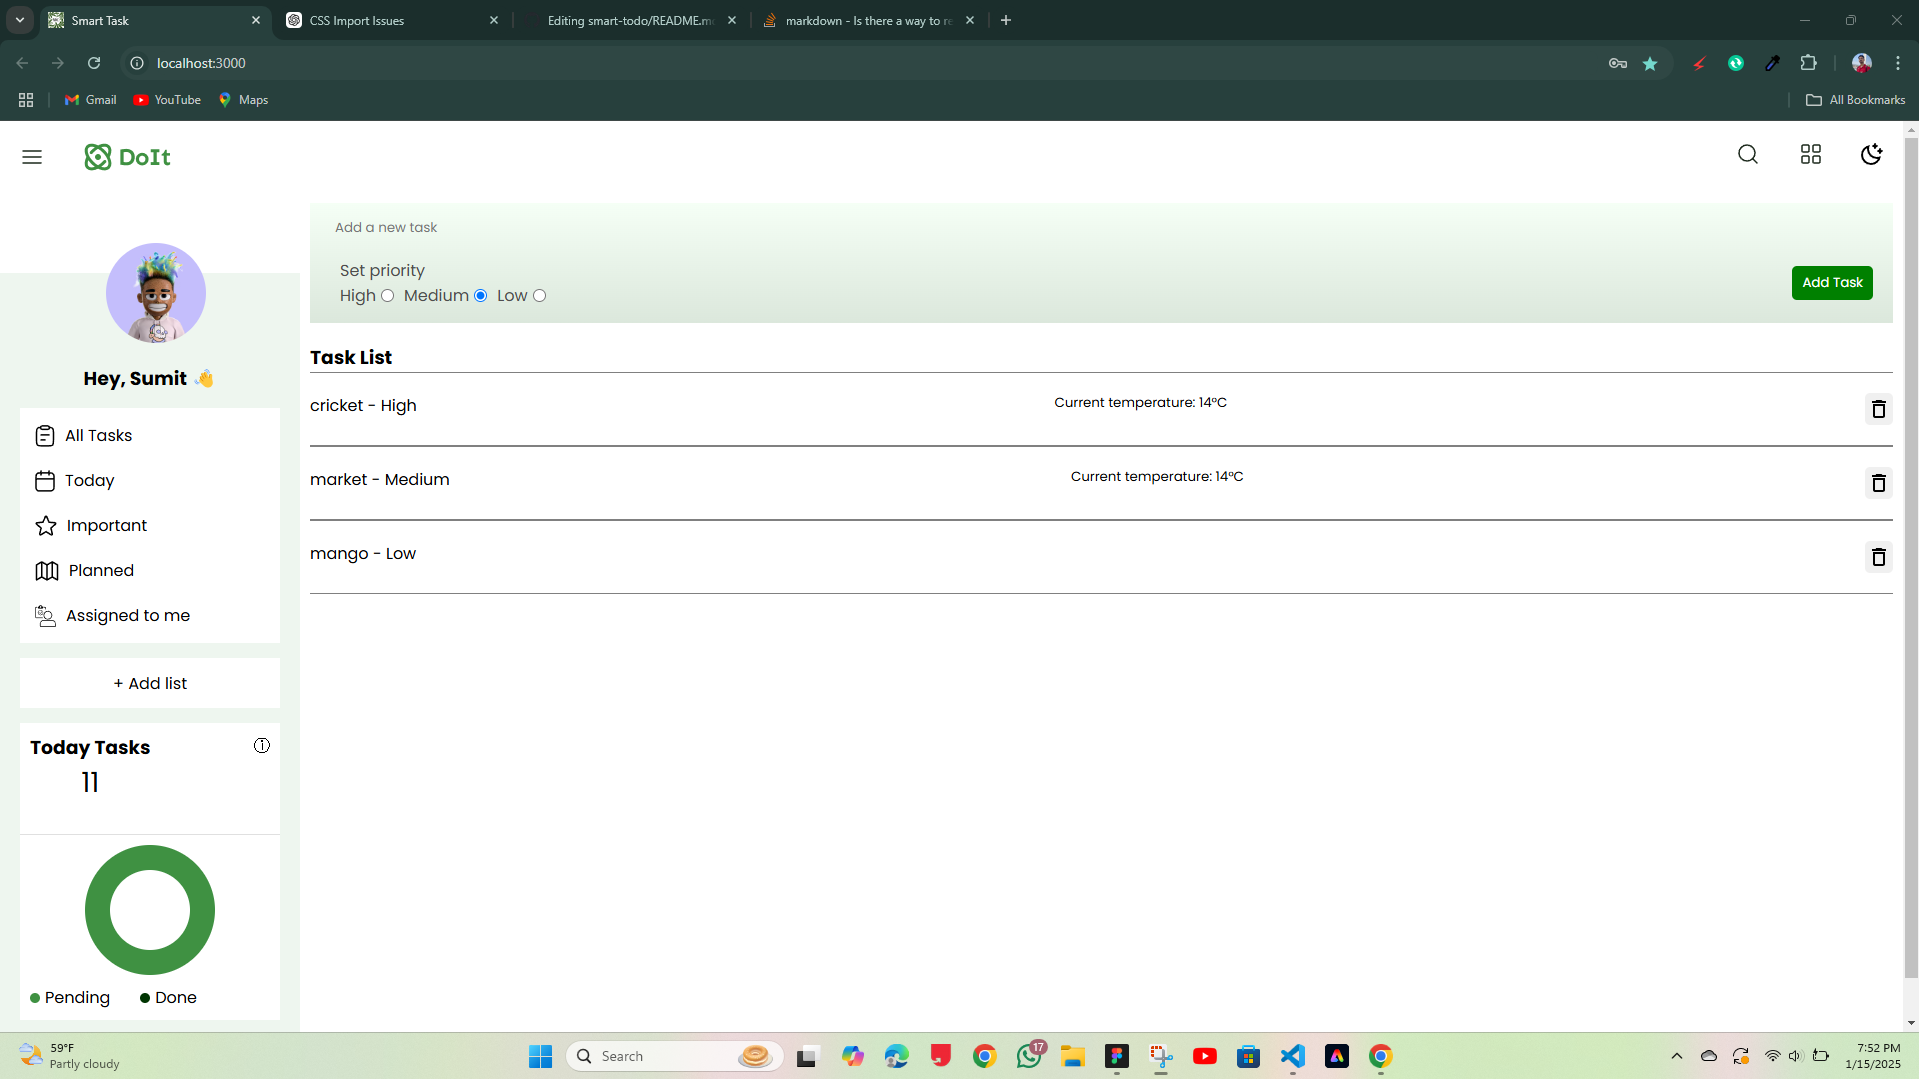 Smart Task
CSS Import Issues
Editing smart-todo/README.m
markdown - Is there a way to re
localhost:3000
Gmail
YouTube
Maps
All Bookmarks
DoIt
Add a new task
Set priority
High Medium Low
Add Task
Hey, Sumit 👋
All Tasks
Today
Important
Planned
Assigned to me
+ Add list
Today Tasks
11
Pending
Done
Task List
cricket - High
Current temperature: 14°C
market - Medium
Current temperature: 14°C
mango - Low
59°F
Partly cloudy
Search
17
7:52 PM
1/15/2025